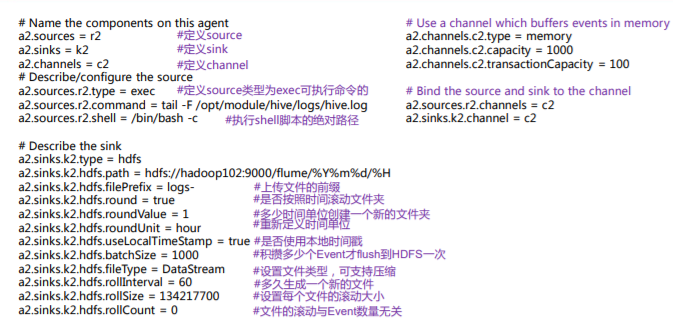 # Name the components on this agent
a2.sources = r2 #定义source
a2.sinks = k2 #定义sink
a2.channels = c2 #定义channel
# Describe/configure the source
a2.sources.r2.type = exec #定义source类型为exec可执行命令的
a2.sources.r2.command = tail -F /opt/module/hive/logs/hive.log
a2.sources.r2.shell = /bin/bash -c #执行shell脚本的绝对路径
# Describe the sink
a2.sinks.k2.type = hdfs
a2.sinks.k2.hdfs.path = hdfs://hadoop102:9000/flume/%Y%m%d/%H
a2.sinks.k2.hdfs.filePrefix = logs- #上传文件的前缀
a2.sinks.k2.hdfs.round = true #是否按照时间滚动文件夹
a2.sinks.k2.hdfs.roundValue = 1 #多少时间单位创建一个新的文件夹
a2.sinks.k2.hdfs.roundUnit = hour #重新定义时间单位
a2.sinks.k2.hdfs.useLocalTimeStamp = true #是否使用本地时间戳
a2.sinks.k2.hdfs.batchSize = 1000 #积攒多少个Event才flush到HDFS一次
a2.sinks.k2.hdfs.fileType = DataStream #设置文件类型，可支持压缩
a2.sinks.k2.hdfs.rollInterval = 60 #多久生成一个新的文件
a2.sinks.k2.hdfs.rollSize = 134217700 #设置每个文件的滚动大小
a2.sinks.k2.hdfs.rollCount = 0 #文件的滚动与Event数量无关
# Use a channel which buffers events in memory
a2.channels.c2.type = memory
a2.channels.c2.capacity = 1000
a2.channels.c2.transactionCapacity = 100
# Bind the source and sink to the channel
a2.sources.r2.channels = c2
a2.sinks.k2.channel = c2